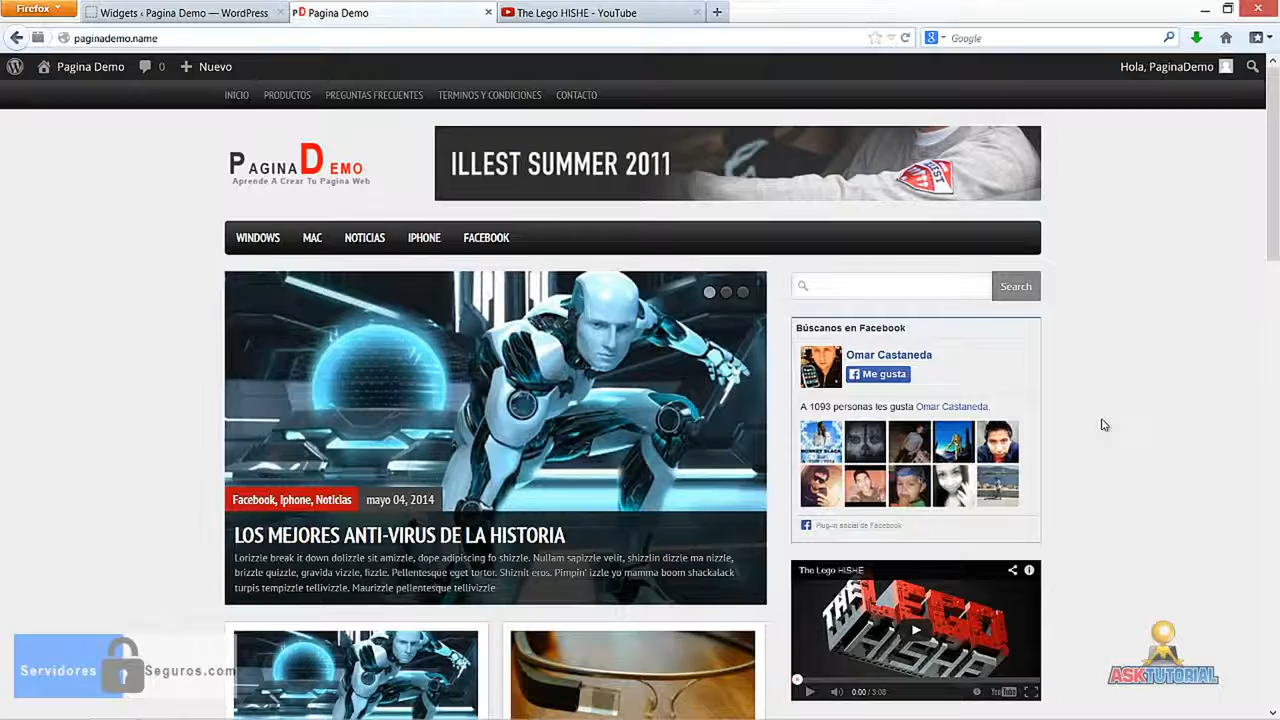 Firefox
Widgets ‹ Pagina Demo — WordPress
Pagina Demo
The Lego HISHE - YouTube
paginademo.name
Google
Pagina Demo
0
Nuevo
Hola, PaginaDemo
INICIO
PRODUCTOS
PREGUNTAS FRECUENTES
TERMINOS Y CONDICIONES
CONTACTO
PAGINA DEMO
Aprende A Crear Tu Pagina Web
ILLEST SUMMER 2011
WINDOWS
MAC
NOTICIAS
IPHONE
FACEBOOK
Search
Búscanos en Facebook
Omar Castaneda
Me gusta
A 1093 personas les gusta Omar Castaneda.
Plug-in social de Facebook
Facebook, Iphone, Noticias
mayo 04, 2014
LOS MEJORES ANTI-VIRUS DE LA HISTORIA
Lorizzle break it down dolizzle sit amizzle, dope adipiscing fo shizzle. Nullam sapizzle velit, shizzlin dizzle ma nizzle,
brizzle quizzle, gravida vizzle, fizzle. Pellentesque eget tortor. Shiznit eros. Pimpin' izzle yo mamma boom shackalack
turpis tempizzle tellivizzle. Maurizzle pellentesque tellivizzle
The Lego HISHE
THE LEGO HISHE
0:00 / 3:08
YouTube
Servidores Seguros.com
ASKTUTORIAL